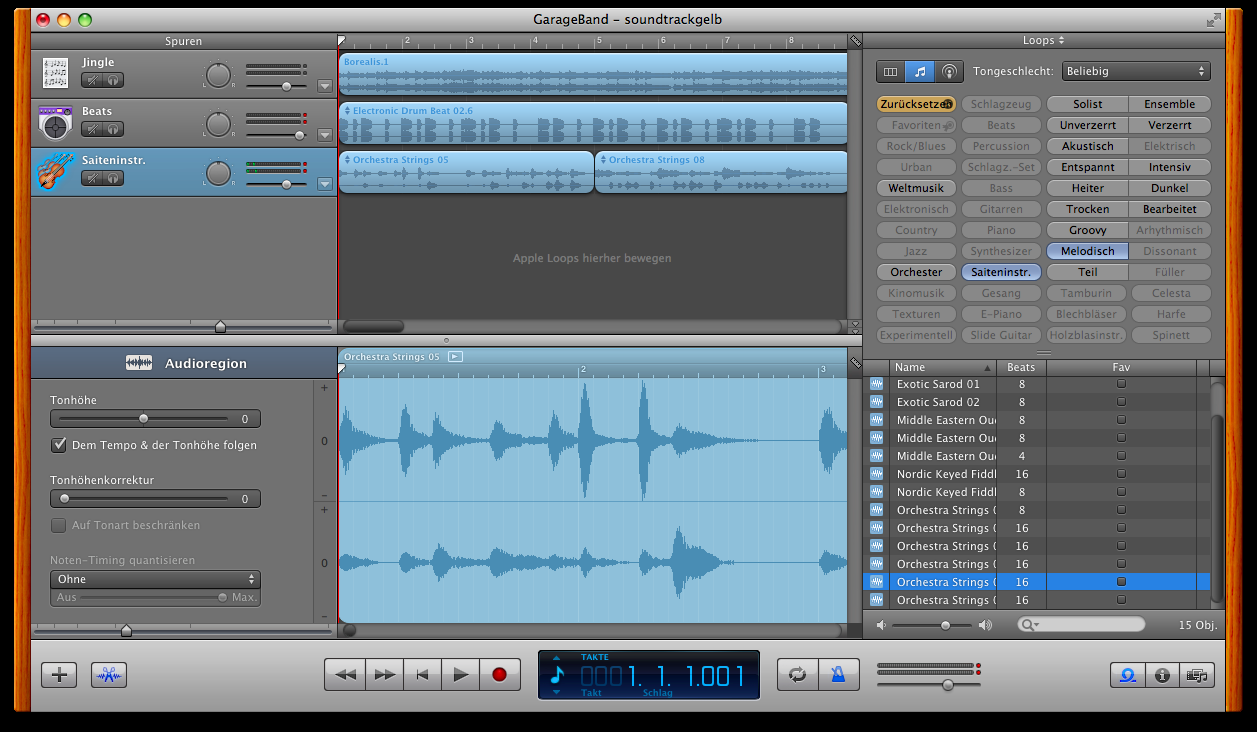 GarageBand – soundtrackgelb
Spuren
2 3 4 5 6 7 8
Loops
Jingle
L R
Borealis.1
Tongeschlecht: Beliebig
Beats
L R
Electronic Drum Beat 02.6
Saiteninstr.
L R
Orchestra Strings 05
Orchestra Strings 08
Apple Loops hierher bewegen
Zurücksetzen Schlagzeug Solist Ensemble
Favoriten Beats Unverzerrt Verzerrt
Rock/Blues Percussion Akustisch Elektrisch
Urban Schlagz.-Set Entspannt Intensiv
Weltmusik Bass Heiter Dunkel
Elektronisch Gitarren Trocken Bearbeitet
Country Piano Groovy Arhythmisch
Jazz Synthesizer Melodisch Dissonant
Orchester Saiteninstr. Teil Füller
Kinomusik Gesang Tamburin Celesta
Texturen E-Piano Blechbläser Harfe
Experimentell Slide Guitar Holzblasinstr. Spinett
Audioregion
Orchestra Strings 05
2 3
Tonhöhe
0
Dem Tempo & der Tonhöhe folgen
Tonhöhenkorrektur
0
Auf Tonart beschränken
Noten-Timing quantisieren
Ohne
Aus Max.
+
0
–
+
0
–
Name Beats Fav
Exotic Sarod 01 8
Exotic Sarod 02 8
Middle Eastern Ou 8
Middle Eastern Ou 8
Middle Eastern Ou 4
Nordic Keyed Fiddl 16
Nordic Keyed Fiddl 8
Orchestra Strings 0 8
Orchestra Strings 0 16
Orchestra Strings 0 16
Orchestra Strings 0 16
Orchestra Strings 0 16
Orchestra Strings 0 16
15 Obj.
TAKTE
0001. 1. 1.001
Takt Schlag